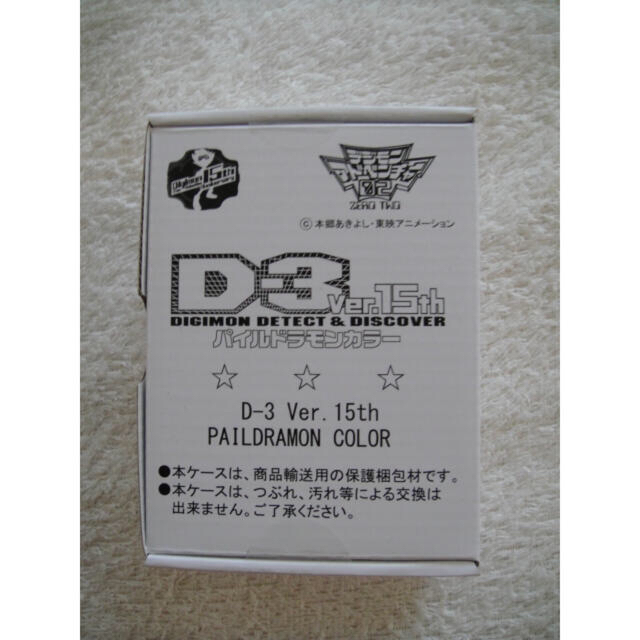 Digimon 15th
デジモン
アドベンチャー
02
ZERO TWO
©本郷あきよし・東映アニメーション
D-3 Ver.15th
DIGIMON DETECT & DISCOVER
パイルドラモンカラー
☆ ☆ ☆
D-3 Ver.15th
PAILDRAMON COLOR
●本ケースは、商品輸送用の保護梱包材です。
●本ケースは、つぶれ、汚れ等による交換は
出来ません。ご了承ください。